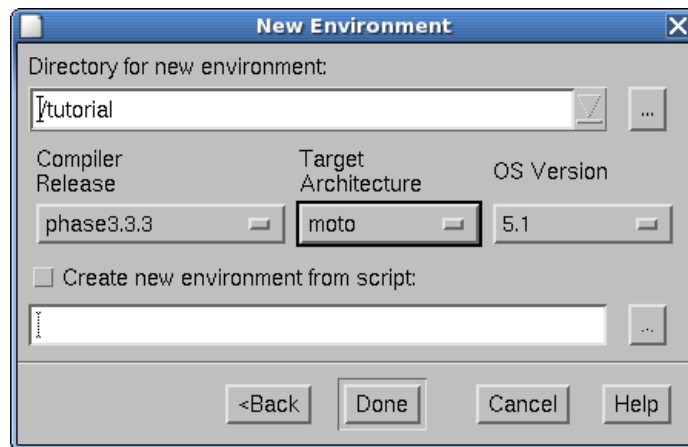 New Environment
Directory for new environment:
/tutorial
...
Compiler
Release
Target
Architecture
OS Version
phase3.3.3
moto
5.1
Create new environment from script:
...
<Back
Done
Cancel
Help